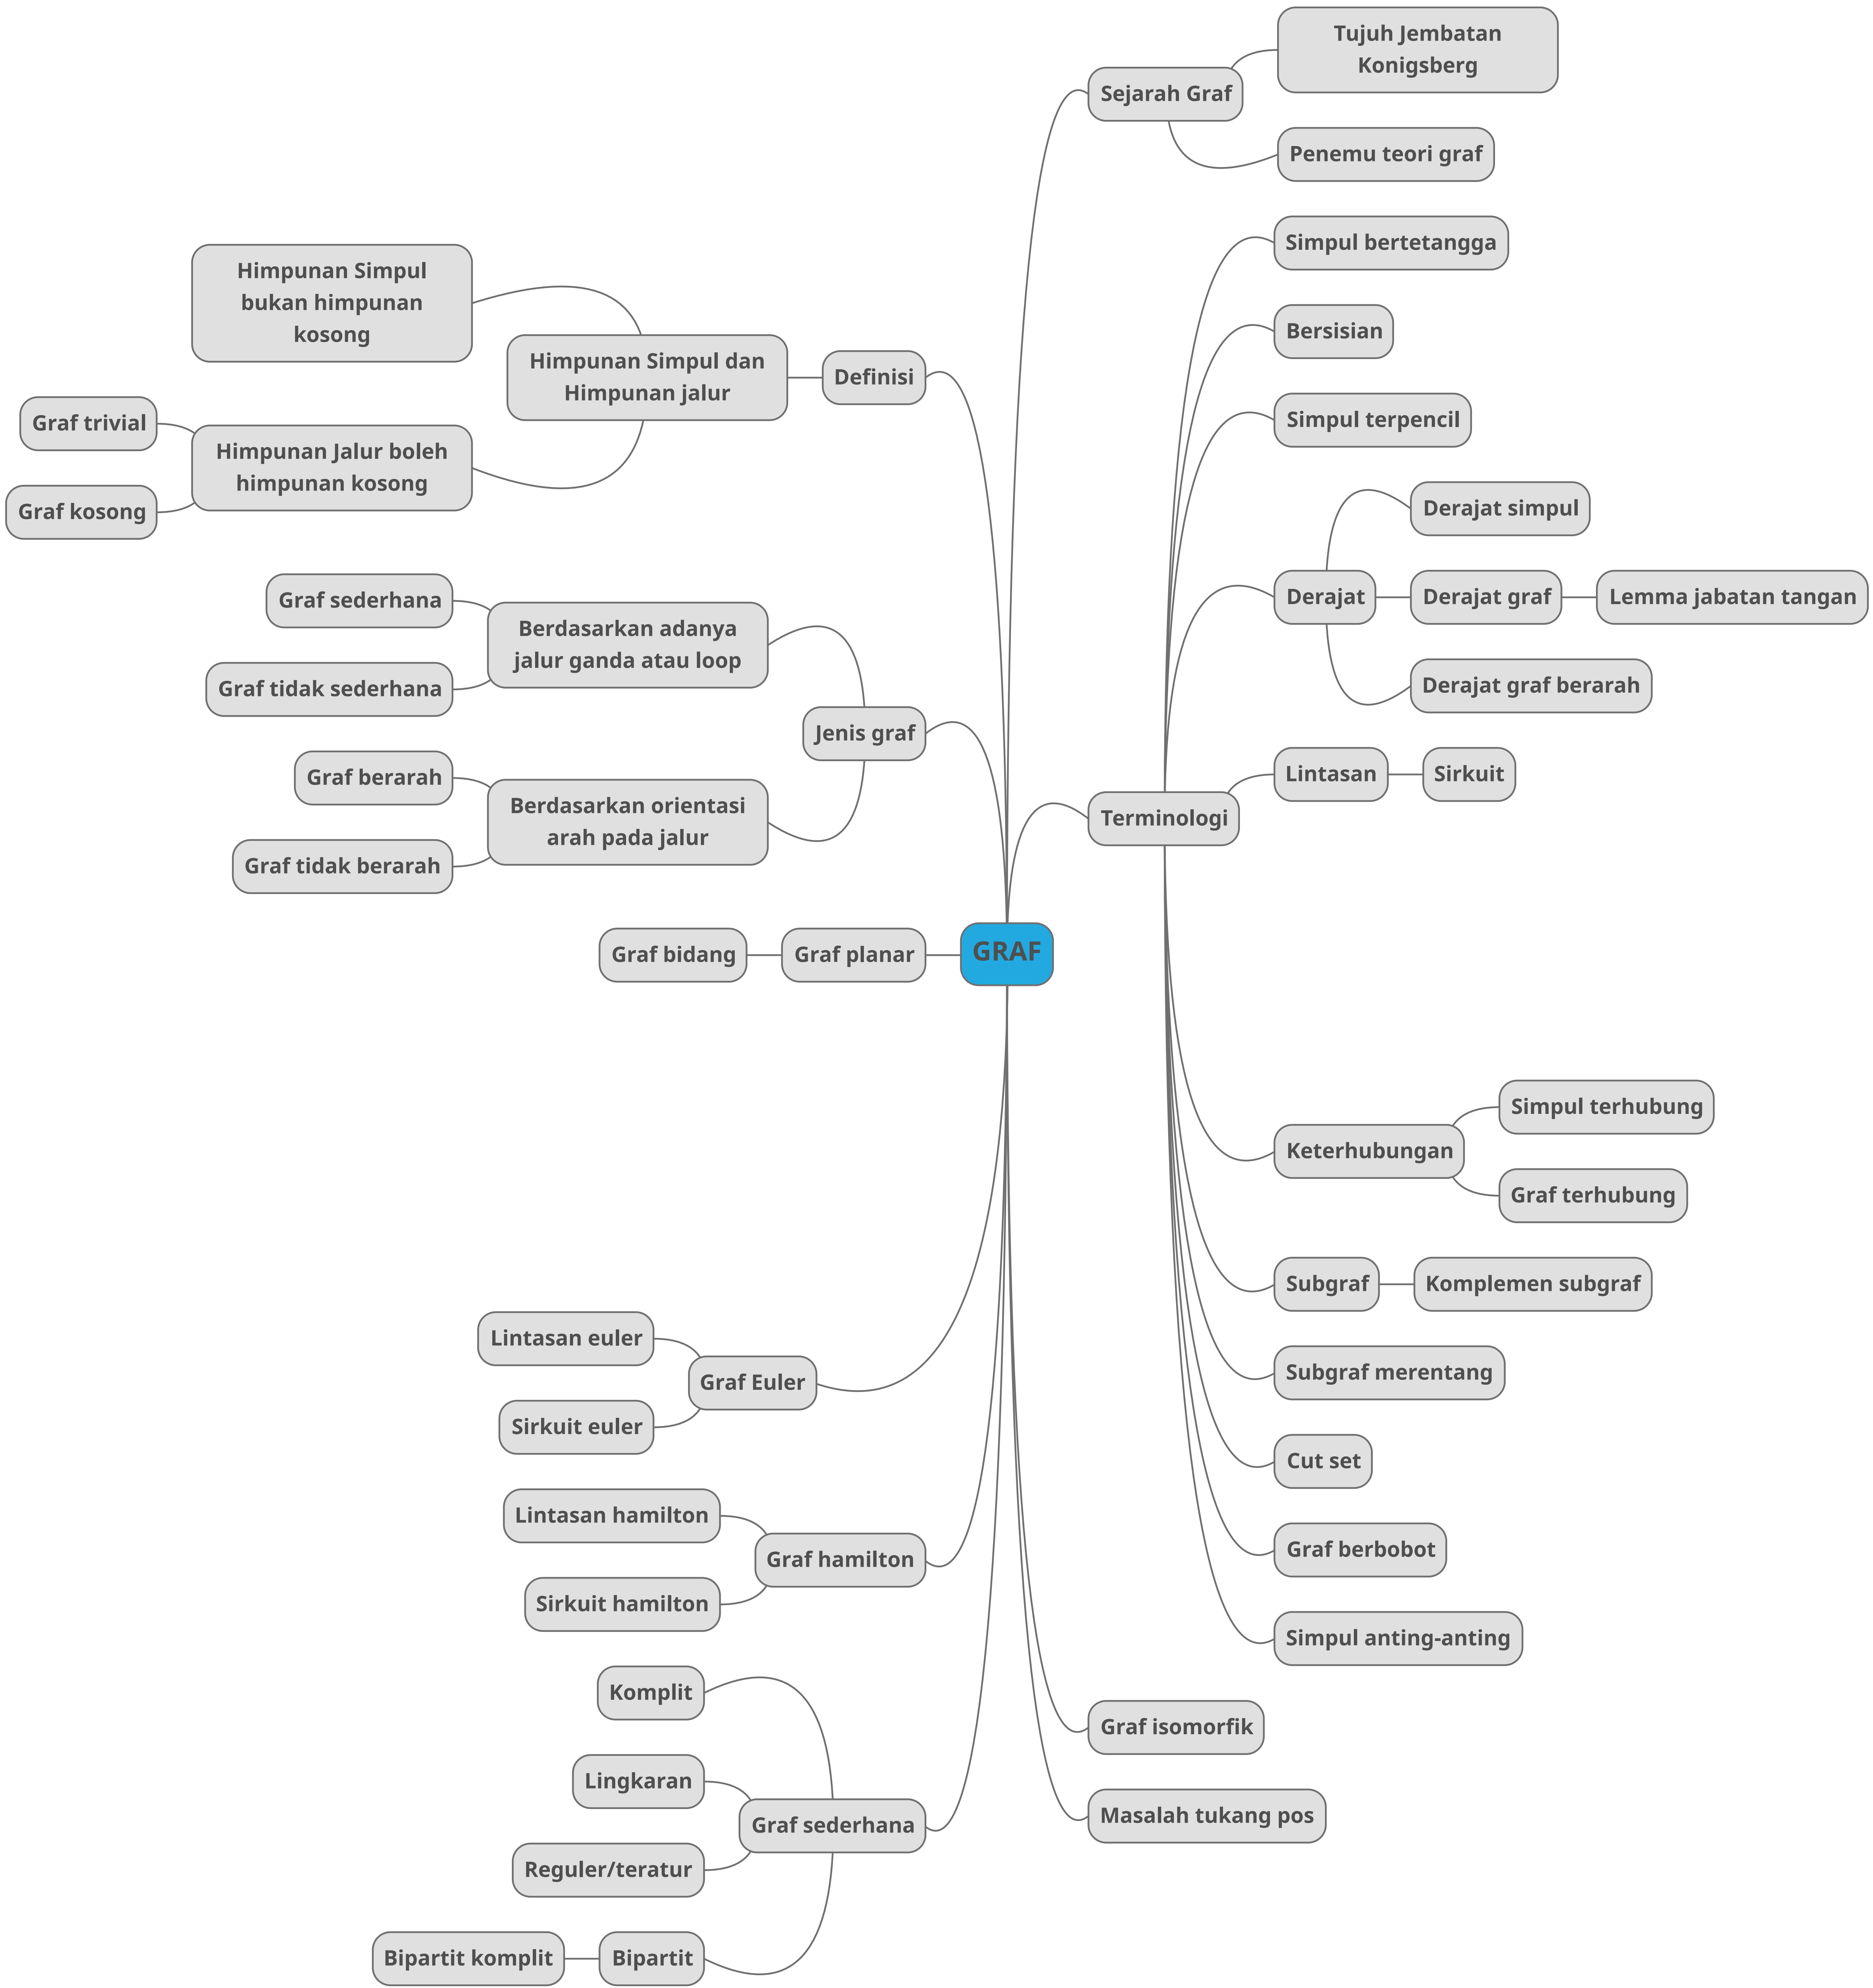 Tujuh Jembatan
Konigsberg
Sejarah Graf
Penemu teori graf
Simpul bertetangga
Bersisian
Simpul terpencil
Derajat simpul
Derajat
Derajat graf
Lemma jabatan tangan
Derajat graf berarah
Lintasan
Sirkuit
Terminologi
Keterhubungan
Simpul terhubung
Graf terhubung
Subgraf
Komplemen subgraf
Subgraf merentang
Cut set
Graf berbobot
Simpul anting-anting
Graf isomorfik
Masalah tukang pos
GRAF
Definisi
Himpunan Simpul dan
Himpunan jalur
Himpunan Simpul
bukan himpunan
kosong
Himpunan Jalur boleh
himpunan kosong
Graf trivial
Graf kosong
Jenis graf
Berdasarkan adanya
jalur ganda atau loop
Graf sederhana
Graf tidak sederhana
Berdasarkan orientasi
arah pada jalur
Graf berarah
Graf tidak berarah
Graf planar
Graf bidang
Graf Euler
Lintasan euler
Sirkuit euler
Graf hamilton
Lintasan hamilton
Sirkuit hamilton
Graf sederhana
Komplit
Lingkaran
Reguler/teratur
Bipartit
Bipartit komplit